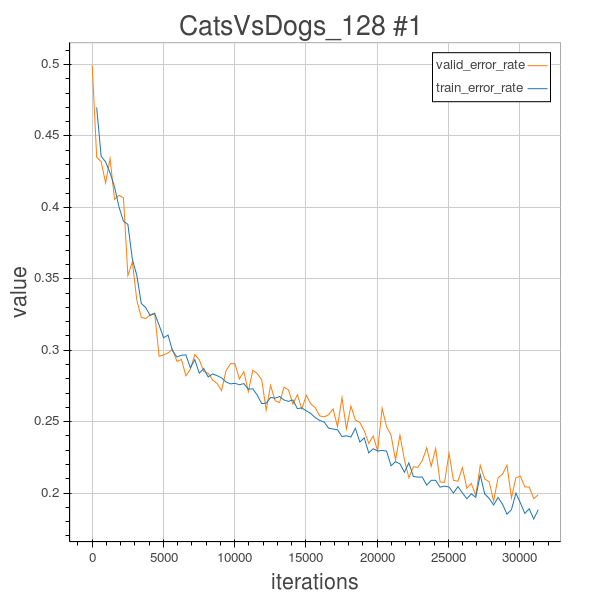 CatsVsDogs_128 #1
valid_error_rate
train_error_rate
0.5
0.45
0.4
0.35
0.3
0.25
0.2
value
0 5000 10000 15000 20000 25000 30000
iterations